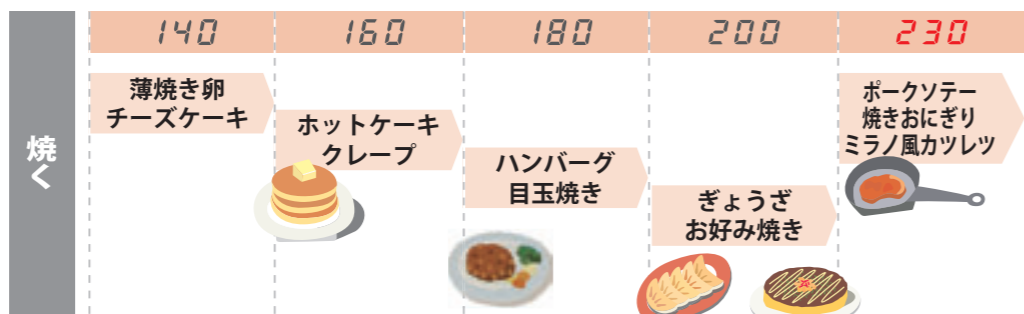 焼く
140
160
180
200
230
薄焼き卵
チーズケーキ
ホットケーキ
クレープ
ハンバーグ
目玉焼き
ぎょうざ
お好み焼き
ポークソテー
焼きおにぎり
ミラノ風カツレツ